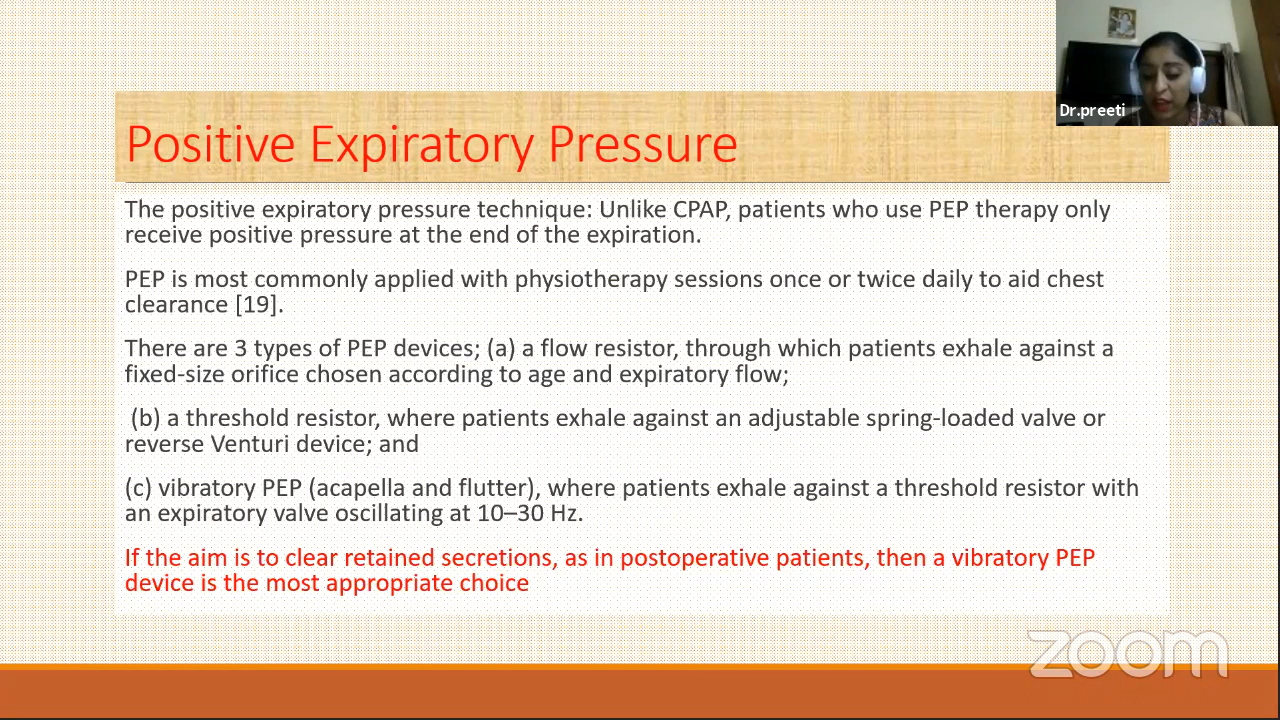 Dr.preeti
Positive Expiratory Pressure
The positive expiratory pressure technique: Unlike CPAP, patients who use PEP therapy only
receive positive pressure at the end of the expiration.
PEP is most commonly applied with physiotherapy sessions once or twice daily to aid chest
clearance [19].
There are 3 types of PEP devices; (a) a flow resistor, through which patients exhale against a
fixed-size orifice chosen according to age and expiratory flow;
(b) a threshold resistor, where patients exhale against an adjustable spring-loaded valve or
reverse Venturi device; and
(c) vibratory PEP (acapella and flutter), where patients exhale against a threshold resistor with
an expiratory valve oscillating at 10–30 Hz.
If the aim is to clear retained secretions, as in postoperative patients, then a vibratory PEP
device is the most appropriate choice
zoom